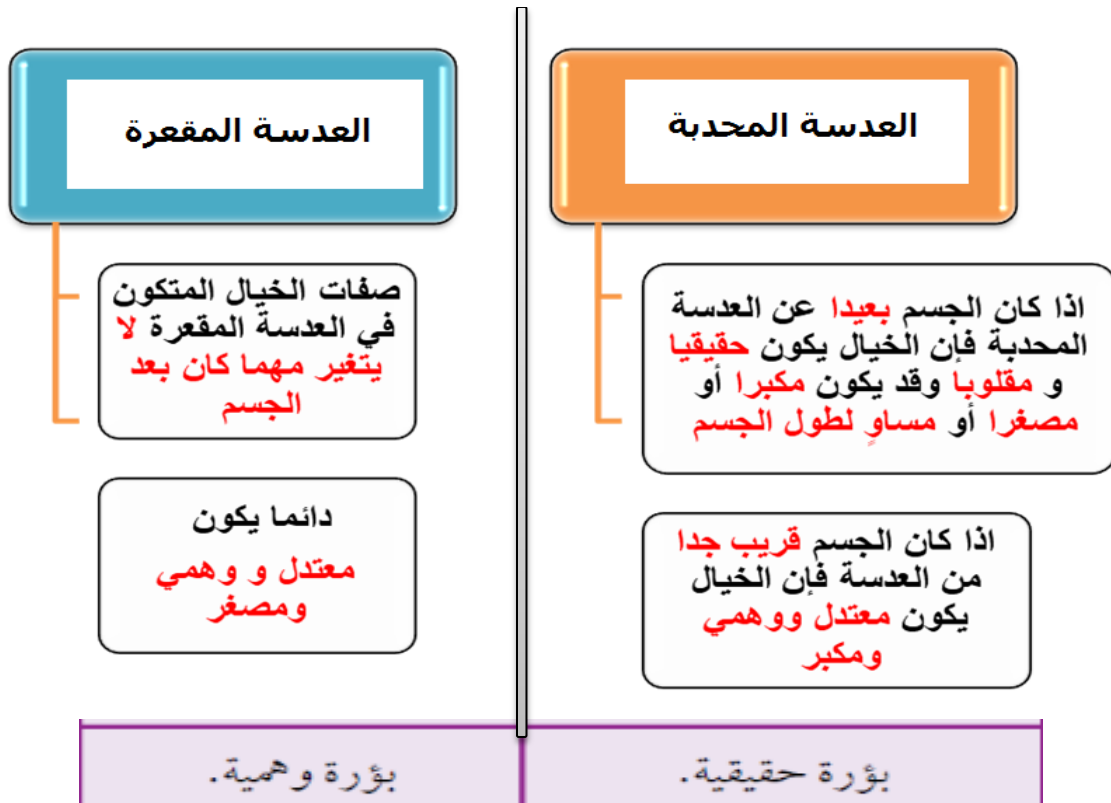 العدسة المحدبة
اذا كان الجسم بعيدا عن العدسة
المحدبة فإن الخيال يكون حقيقيا
و مقلوبا وقد يكون مكبرا أو
مصغرا أو مساوٍ لطول الجسم
اذا كان الجسم قريب جدا
من العدسة فإن الخيال
يكون معتدل ووهمي
ومكبر
بؤرة حقيقية.
العدسة المقعرة
صفات الخيال المتكون
في العدسة المقعرة لا
يتغير مهما كان بعد
الجسم
دائما يكون
معتدل و وهمي
ومصغر
بؤرة وهمية.